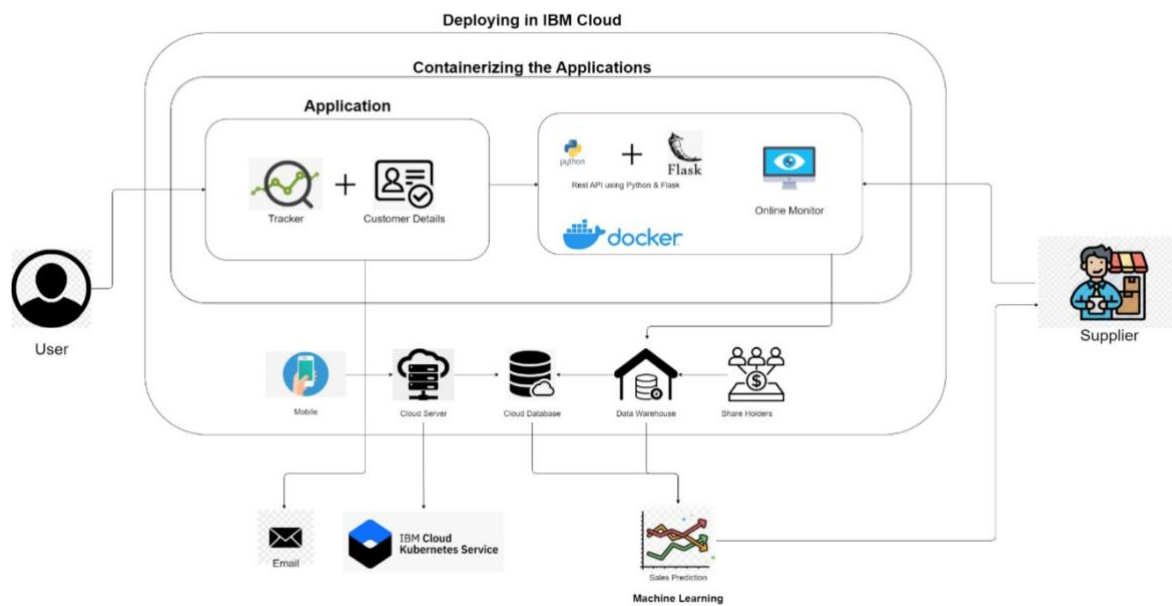 Deploying in IBM Cloud
Containerizing the Applications
Application
python
Flask
Rest API using Python & Flask
Tracker
Customer Details
Online Monitor
docker
User
Supplier
Mobile
Cloud Server
Cloud Database
Data Warehouse
Share Holders
Email
IBM Cloud
Kubernetes Service
Sales Prediction
Machine Learning